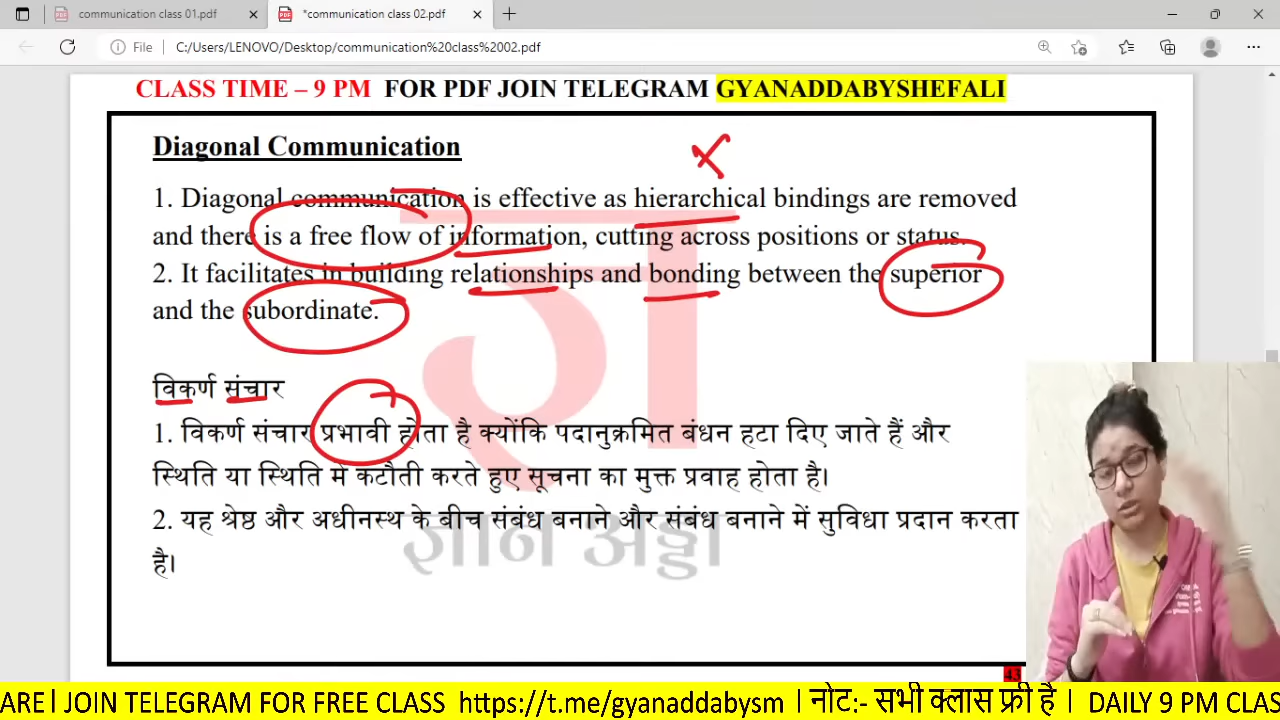 communication class 01.pdf
*communication class 02.pdf
File C:/Users/LENOVO/Desktop/communication%20class%2002.pdf
CLASS TIME – 9 PM FOR PDF JOIN TELEGRAM GYANADDABYSHEFALI
Diagonal Communication
1. Diagonal communication is effective as hierarchical bindings are removed
and there is a free flow of information, cutting across positions or status.
2. It facilitates in building relationships and bonding between the superior
and the subordinate.
विकर्ण संचार
1. विकर्ण संचार प्रभावी होता है क्योंकि पदानुक्रमित बंधन हटा दिए जाते हैं और
स्थिति या स्थिति में कटौती करते हुए सूचना का मुक्त प्रवाह होता है।
2. यह श्रेष्ठ और अधीनस्थ के बीच संबंध बनाने और संबंध बनाने में सुविधा प्रदान करता
है।
ज्ञ
ज्ञान अड्डा
43
ARE। JOIN TELEGRAM FOR FREE CLASS https://t.me/gyanaddabysm । नोट:- सभी क्लास फ्री है । DAILY 9 PM CLAS